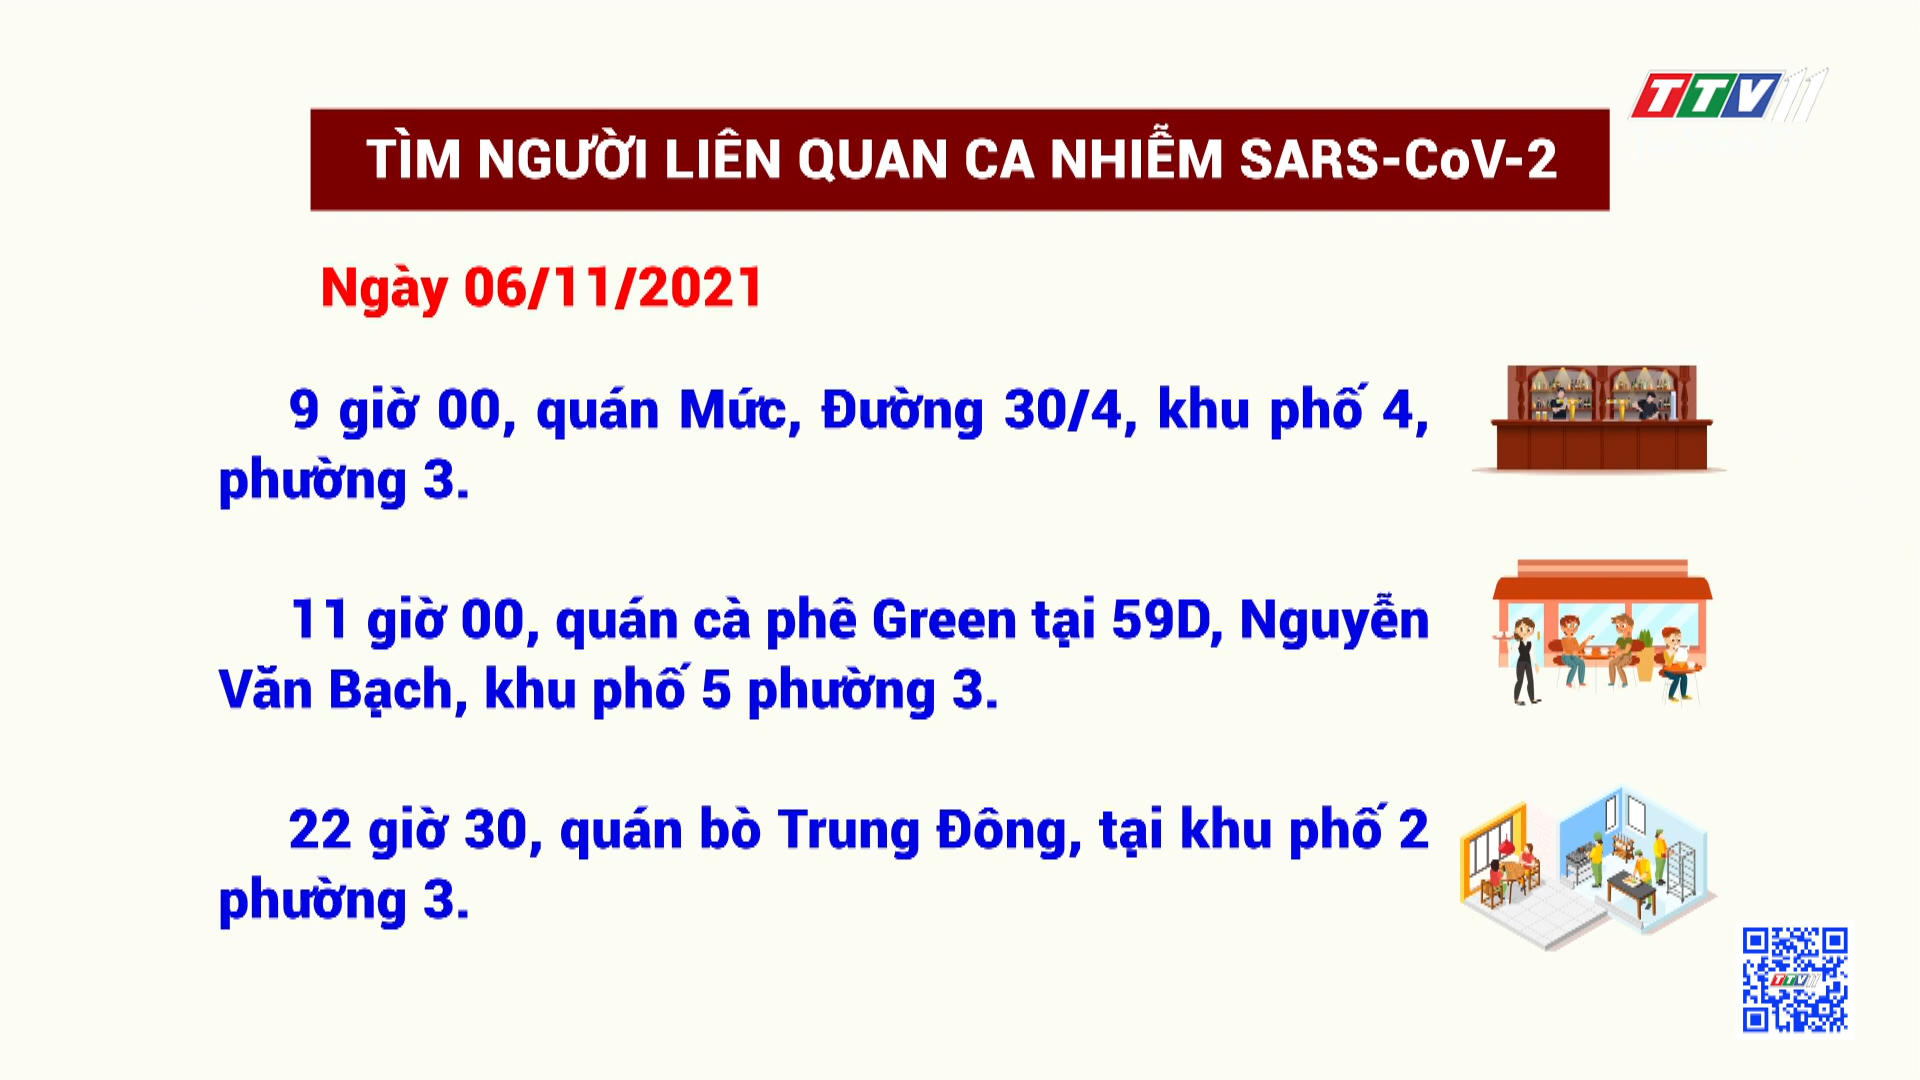 TTV11
TÌM NGƯỜI LIÊN QUAN CA NHIỄM SARS-CoV-2
Ngày 06/11/2021
9 giờ 00, quán Mức, Đường 30/4, khu phố 4,
phường 3.
11 giờ 00, quán cà phê Green tại 59D, Nguyễn
Văn Bạch, khu phố 5 phường 3.
22 giờ 30, quán bò Trung Đông, tại khu phố 2
phường 3.
TTV11